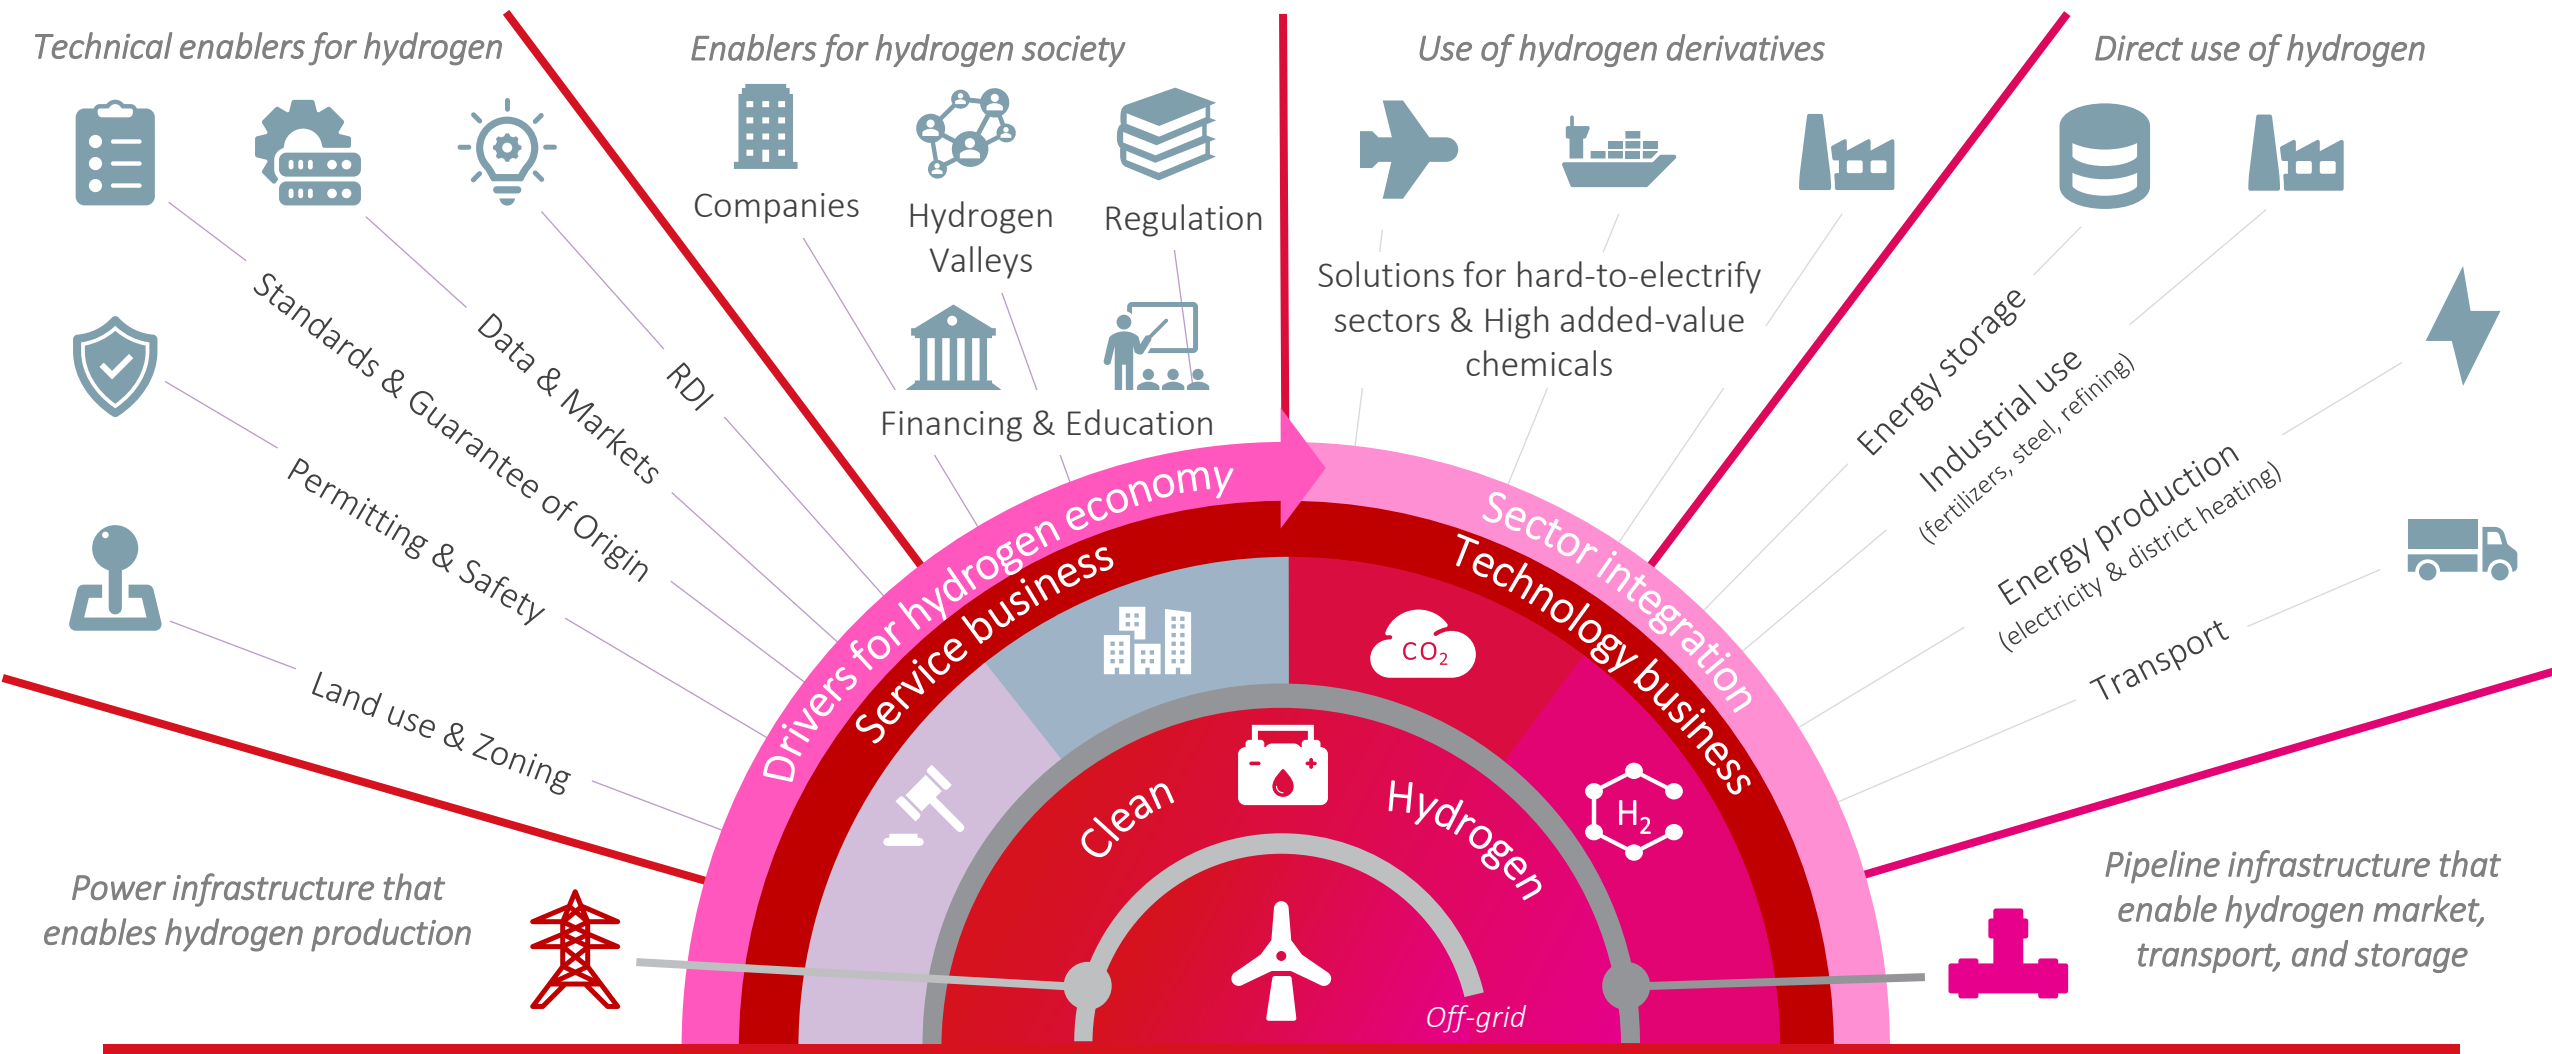 Technical enablers for hydrogen
Standards & Guarantee of Origin
Data & Markets
RDI
Permitting & Safety
Land use & Zoning
Enablers for hydrogen society
Companies
Hydrogen
Valleys
Regulation
Financing & Education
Use of hydrogen derivatives
Solutions for hard-to-electrify
sectors & High added-value
chemicals
Direct use of hydrogen
Energy storage
Industrial use
(fertilizers, steel, refining)
Energy production
(electricity & district heating)
Transport
Drivers for hydrogen economy
Sector integration
Service business
Technology business
CO₂
H₂
Clean
Hydrogen
Off-grid
Power infrastructure that
enables hydrogen production
Pipeline infrastructure that
enable hydrogen market,
transport, and storage